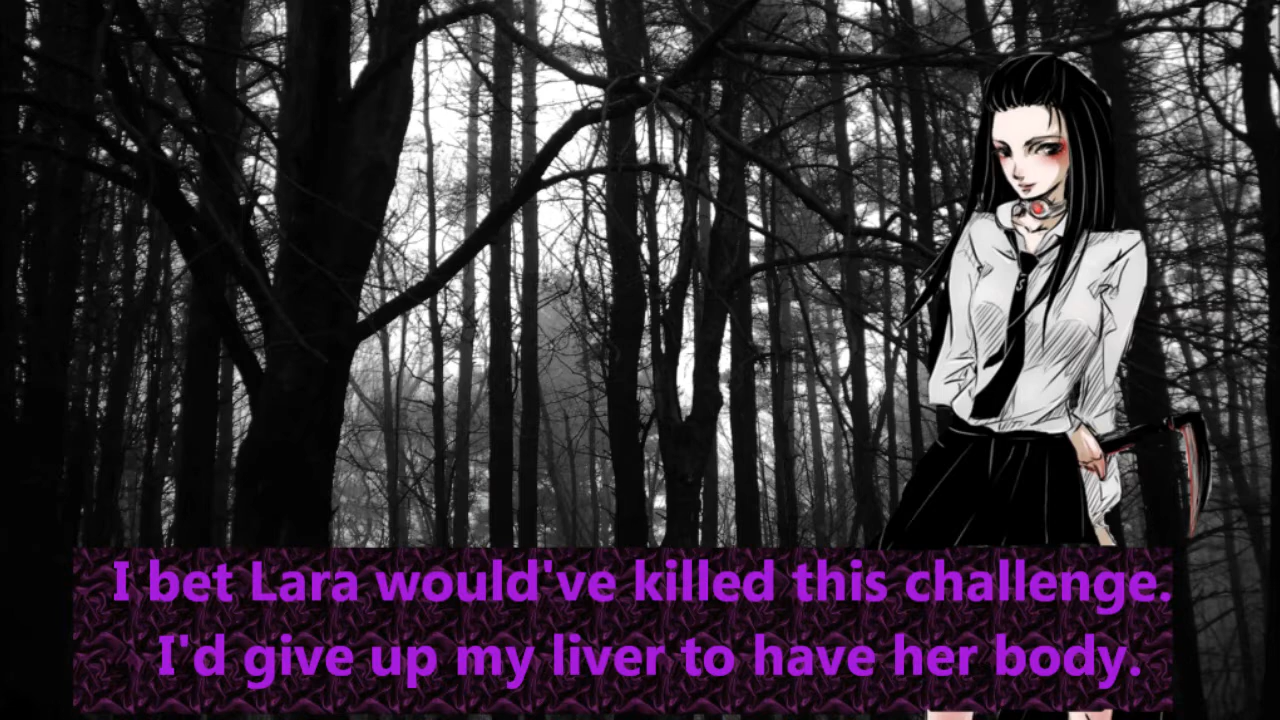 I bet Lara would've killed this challenge.
I'd give up my liver to have her body.